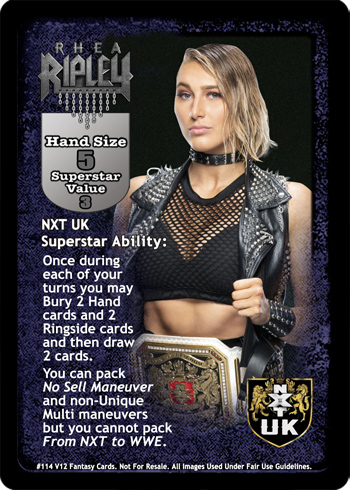 RHEA
RIPLEY
Hand Size
5
Superstar
Value
3
NXT UK
Superstar Ability:
Once during
each of your
turns you may
Bury 2 Hand
cards and 2
Ringside cards
and then draw
2 cards.
You can pack
No Sell Maneuver
and non-Unique
Multi maneuvers
but you cannot pack
From NXT to WWE.
NXT
UK
#114 V12 Fantasy Cards. Not For Resale. All Images Used Under Fair Use Guidelines.